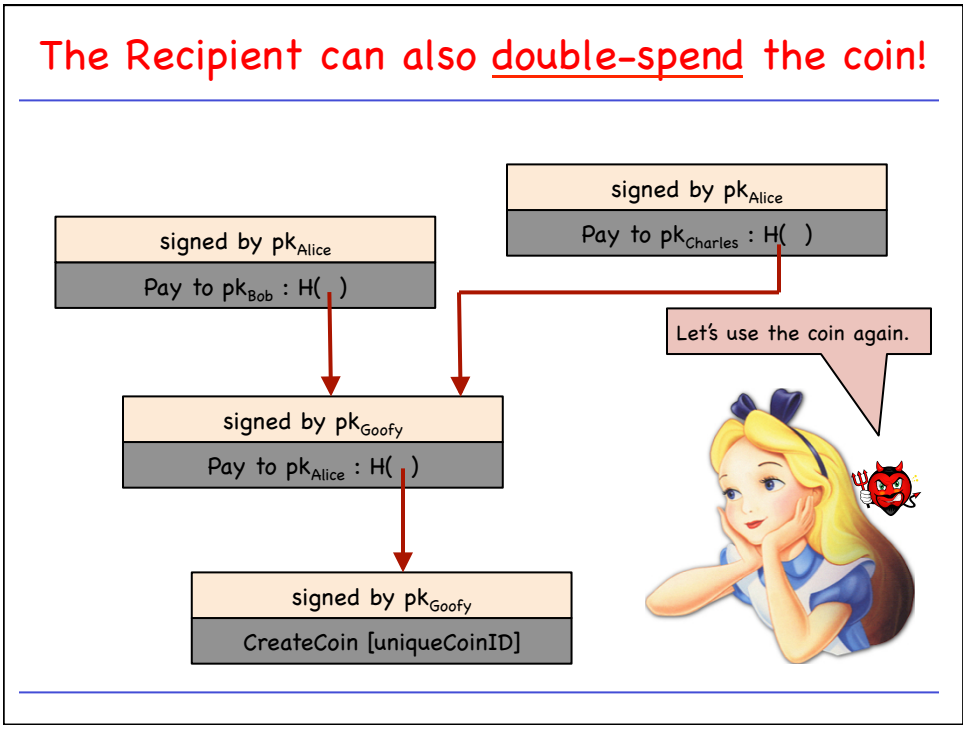 The Recipient can also double-spend the coin!
signed by pkAlice
Pay to pkCharles : H( )
signed by pkAlice
Pay to pkBob : H( )
Let's use the coin again.
signed by pkGoofy
Pay to pkAlice : H( )
signed by pkGoofy
CreateCoin [uniqueCoinID]